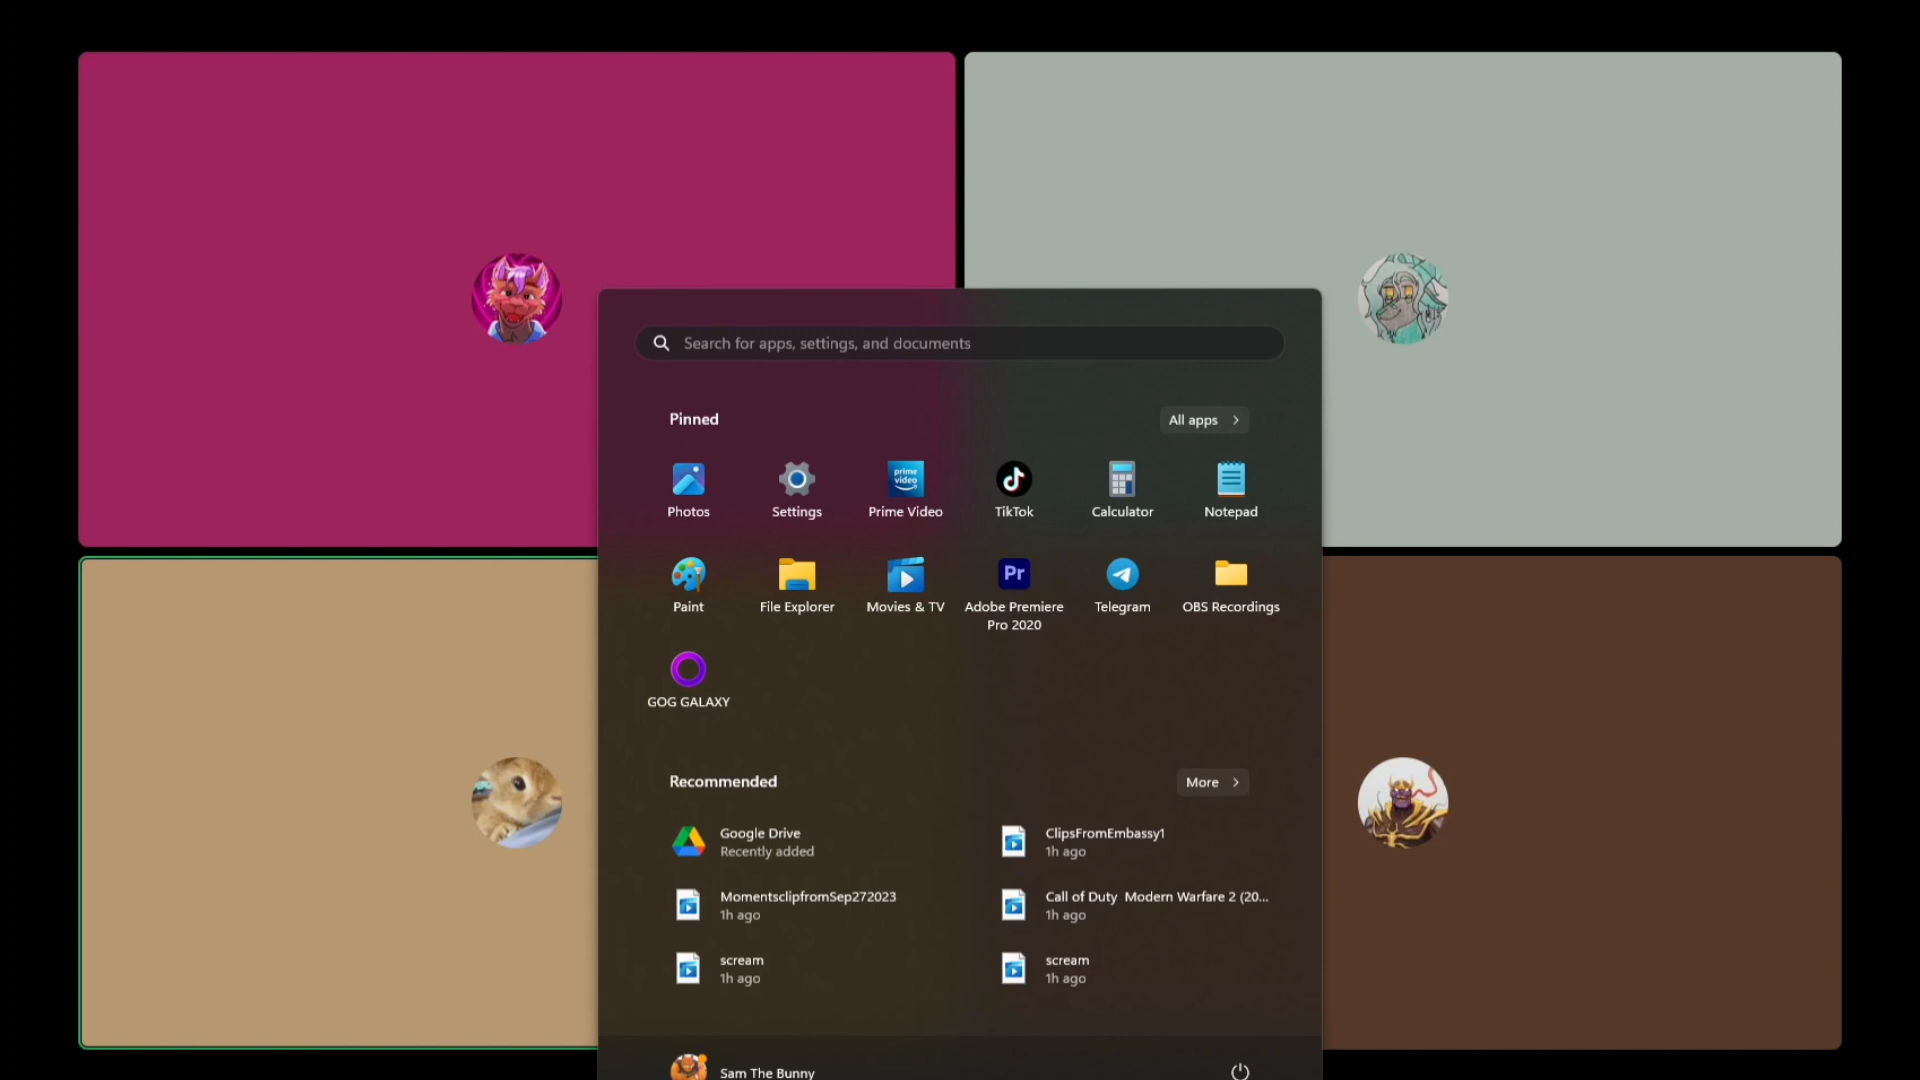 Search for apps, settings, and documents
Pinned
All apps
prime
video
Photos
Settings
Prime Video
TikTok
Calculator
Notepad
Pr
Paint
File Explorer
Movies & TV
Adobe Premiere
Pro 2020
Telegram
OBS Recordings
GOG GALAXY
Recommended
More
Google Drive
Recently added
ClipsFromEmbassy1
1h ago
MomentsclipfromSep272023
1h ago
Call of Duty  Modern Warfare 2 (20...
1h ago
scream
1h ago
scream
1h ago
Sam The Bunny